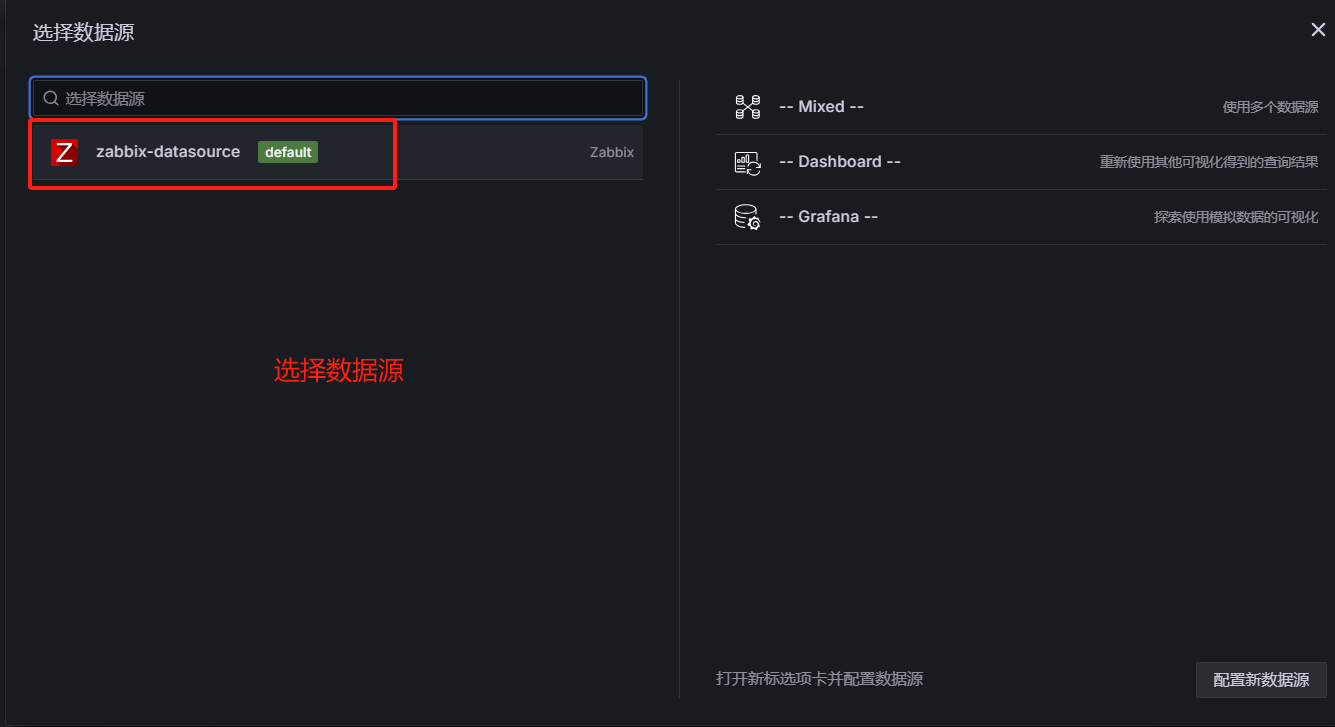 选择数据源
选择数据源
Z zabbix-datasource default Zabbix
选择数据源
-- Mixed -- 使用多个数据源
-- Dashboard -- 重新使用其他可视化得到的查询结果
-- Grafana -- 探索使用模拟数据的可视化
打开新标选项卡并配置数据源 配置新数据源